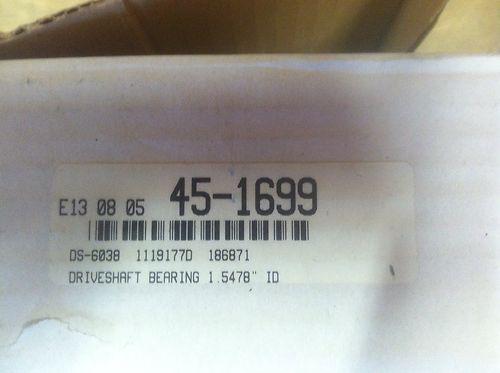 E13 08 05 45-1699
DS-6038 1119177D 186871
DRIVESHAFT BEARING 1.5478" ID